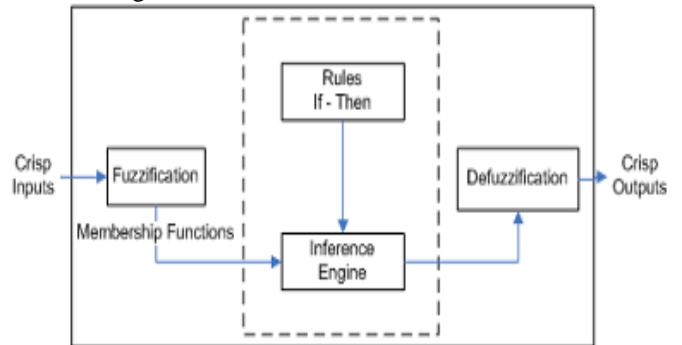 Rules
If - Then
Crisp
Inputs
Fuzzification
Defuzzification
Crisp
Outputs
Membership Functions
Inference
Engine